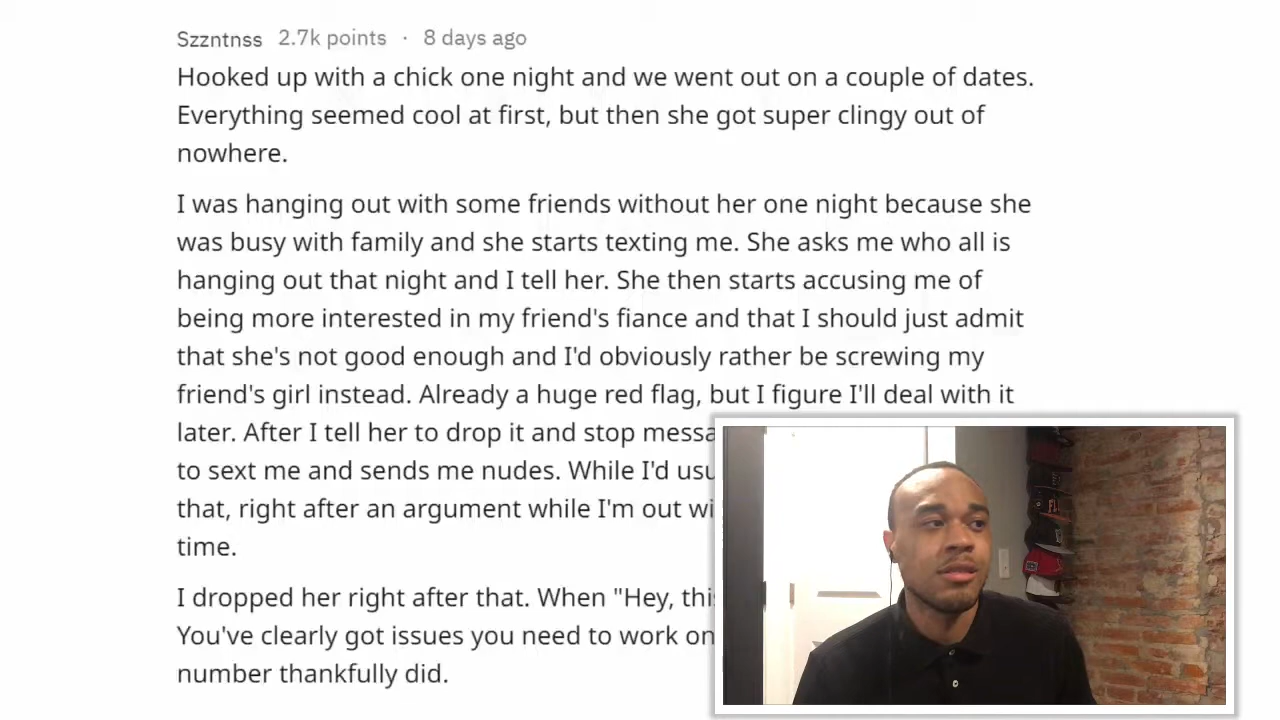 Szzntnss 2.7k points · 8 days ago
Hooked up with a chick one night and we went out on a couple of dates.
Everything seemed cool at first, but then she got super clingy out of
nowhere.
I was hanging out with some friends without her one night because she
was busy with family and she starts texting me. She asks me who all is
hanging out that night and I tell her. She then starts accusing me of
being more interested in my friend's fiance and that I should just admit
that she's not good enough and I'd obviously rather be screwing my
friend's girl instead. Already a huge red flag, but I figure I'll deal with it
later. After I tell her to drop it and stop
to sext me and sends me nudes. While I'd
that, right after an argument while I'm out
time.
I dropped her right after that. When "Hey,
You've clearly got issues you need to work on
number thankfully did.